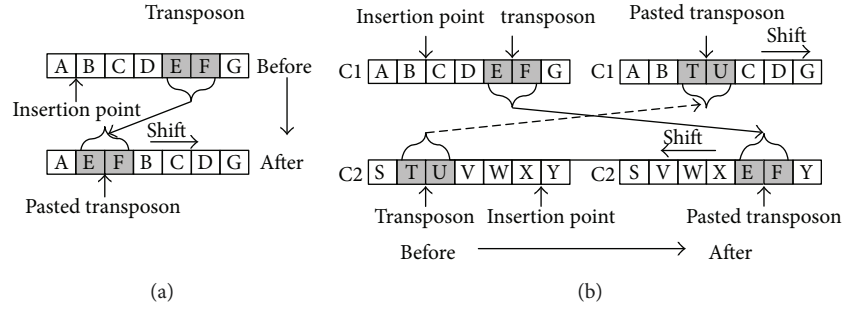 Transposon
A B C D E F G Before
Insertion point
Shift
A E F B C D G After
Pasted transposon
(a)
Insertion point transposon Pasted transposon
Shift
C1 A B C D E F G C1 A B T U C D G
Shift
C2 S T U V W X Y C2 S V W X E F Y
Transposon Insertion point Pasted transposon
Before After
(b)